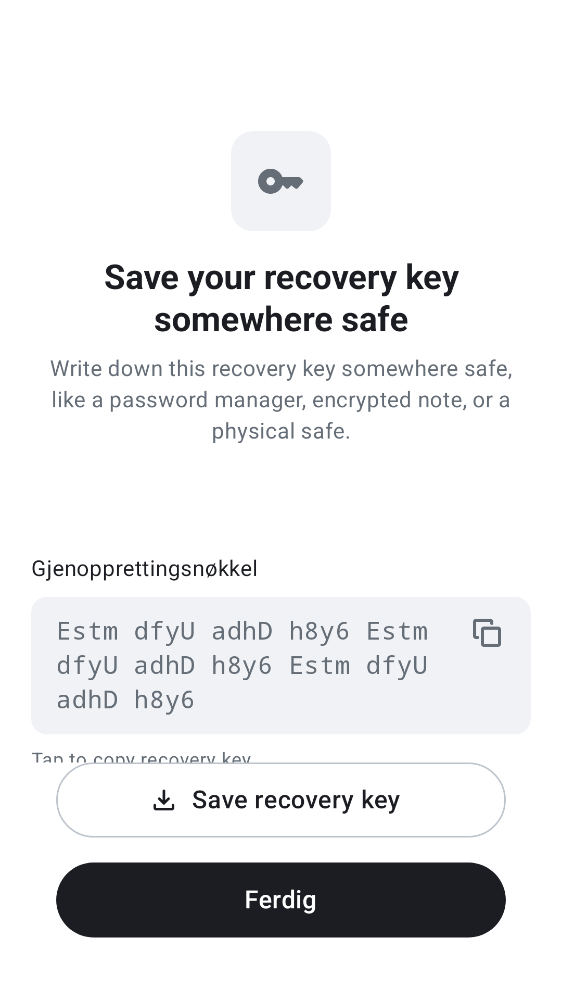 Save your recovery key
somewhere safe
Write down this recovery key somewhere safe,
like a password manager, encrypted note, or a
physical safe.
Gjenopprettingsnøkkel
Estm dfyU adhD h8y6 Estm
dfyU adhD h8y6 Estm dfyU
adhD h8y6
Tap to copy recovery key
Save recovery key
Ferdig